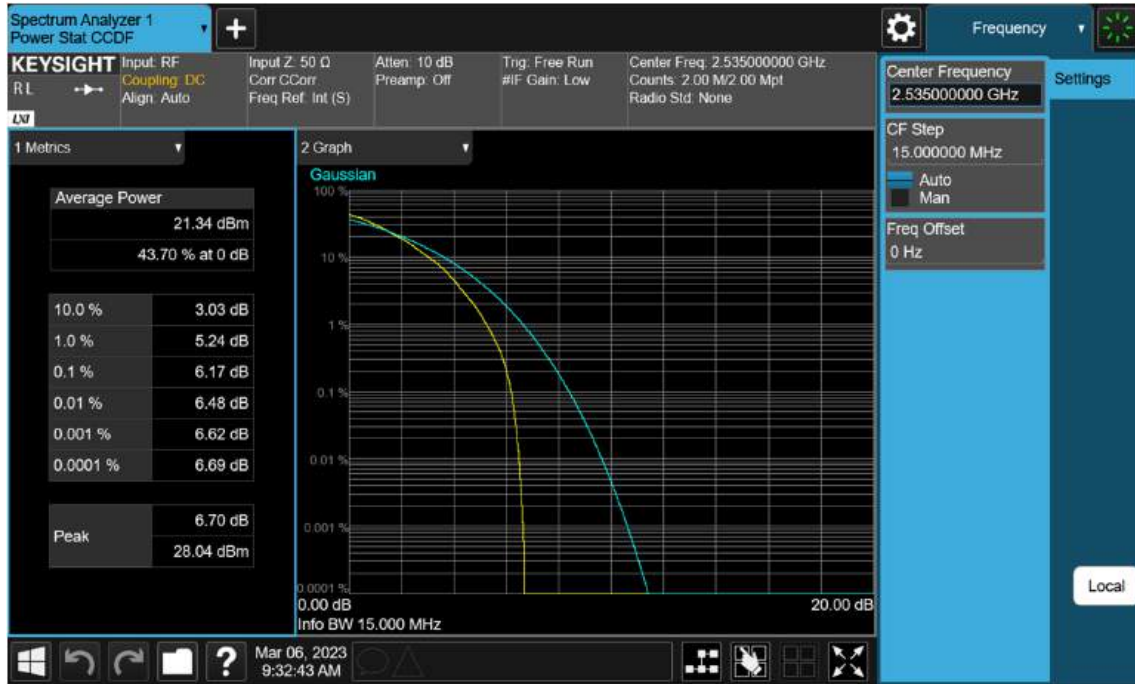 Spectrum Analyzer 1
Power Stat CCDF
Frequency
KEYSIGHT
RL
LXI
Input: RF
Coupling: DC
Align: Auto
Input Z: 50 Ω
Corr CCorr
Freq Ref: Int (S)
Atten: 10 dB
Preamp: Off
Trig: Free Run
#IF Gain: Low
Center Freq: 2.535000000 GHz
Counts: 2.00 M/2.00 Mpt
Radio Std: None
Center Frequency
2.535000000 GHz
Settings
CF Step
15.000000 MHz
Auto
Man
Freq Offset
0 Hz
1 Metrics
Average Power
21.34 dBm
43.70 % at 0 dB
10.0 % 3.03 dB
1.0 % 5.24 dB
0.1 % 6.17 dB
0.01 % 6.48 dB
0.001 % 6.62 dB
0.0001 % 6.69 dB
Peak
6.70 dB
28.04 dBm
2 Graph
Gaussian
100 %
10 %
1 %
0.1 %
0.01 %
0.001 %
0.0001 %
0.00 dB 20.00 dB
Info BW 15.000 MHz
Local
?
Mar 06, 2023
9:32:43 AM